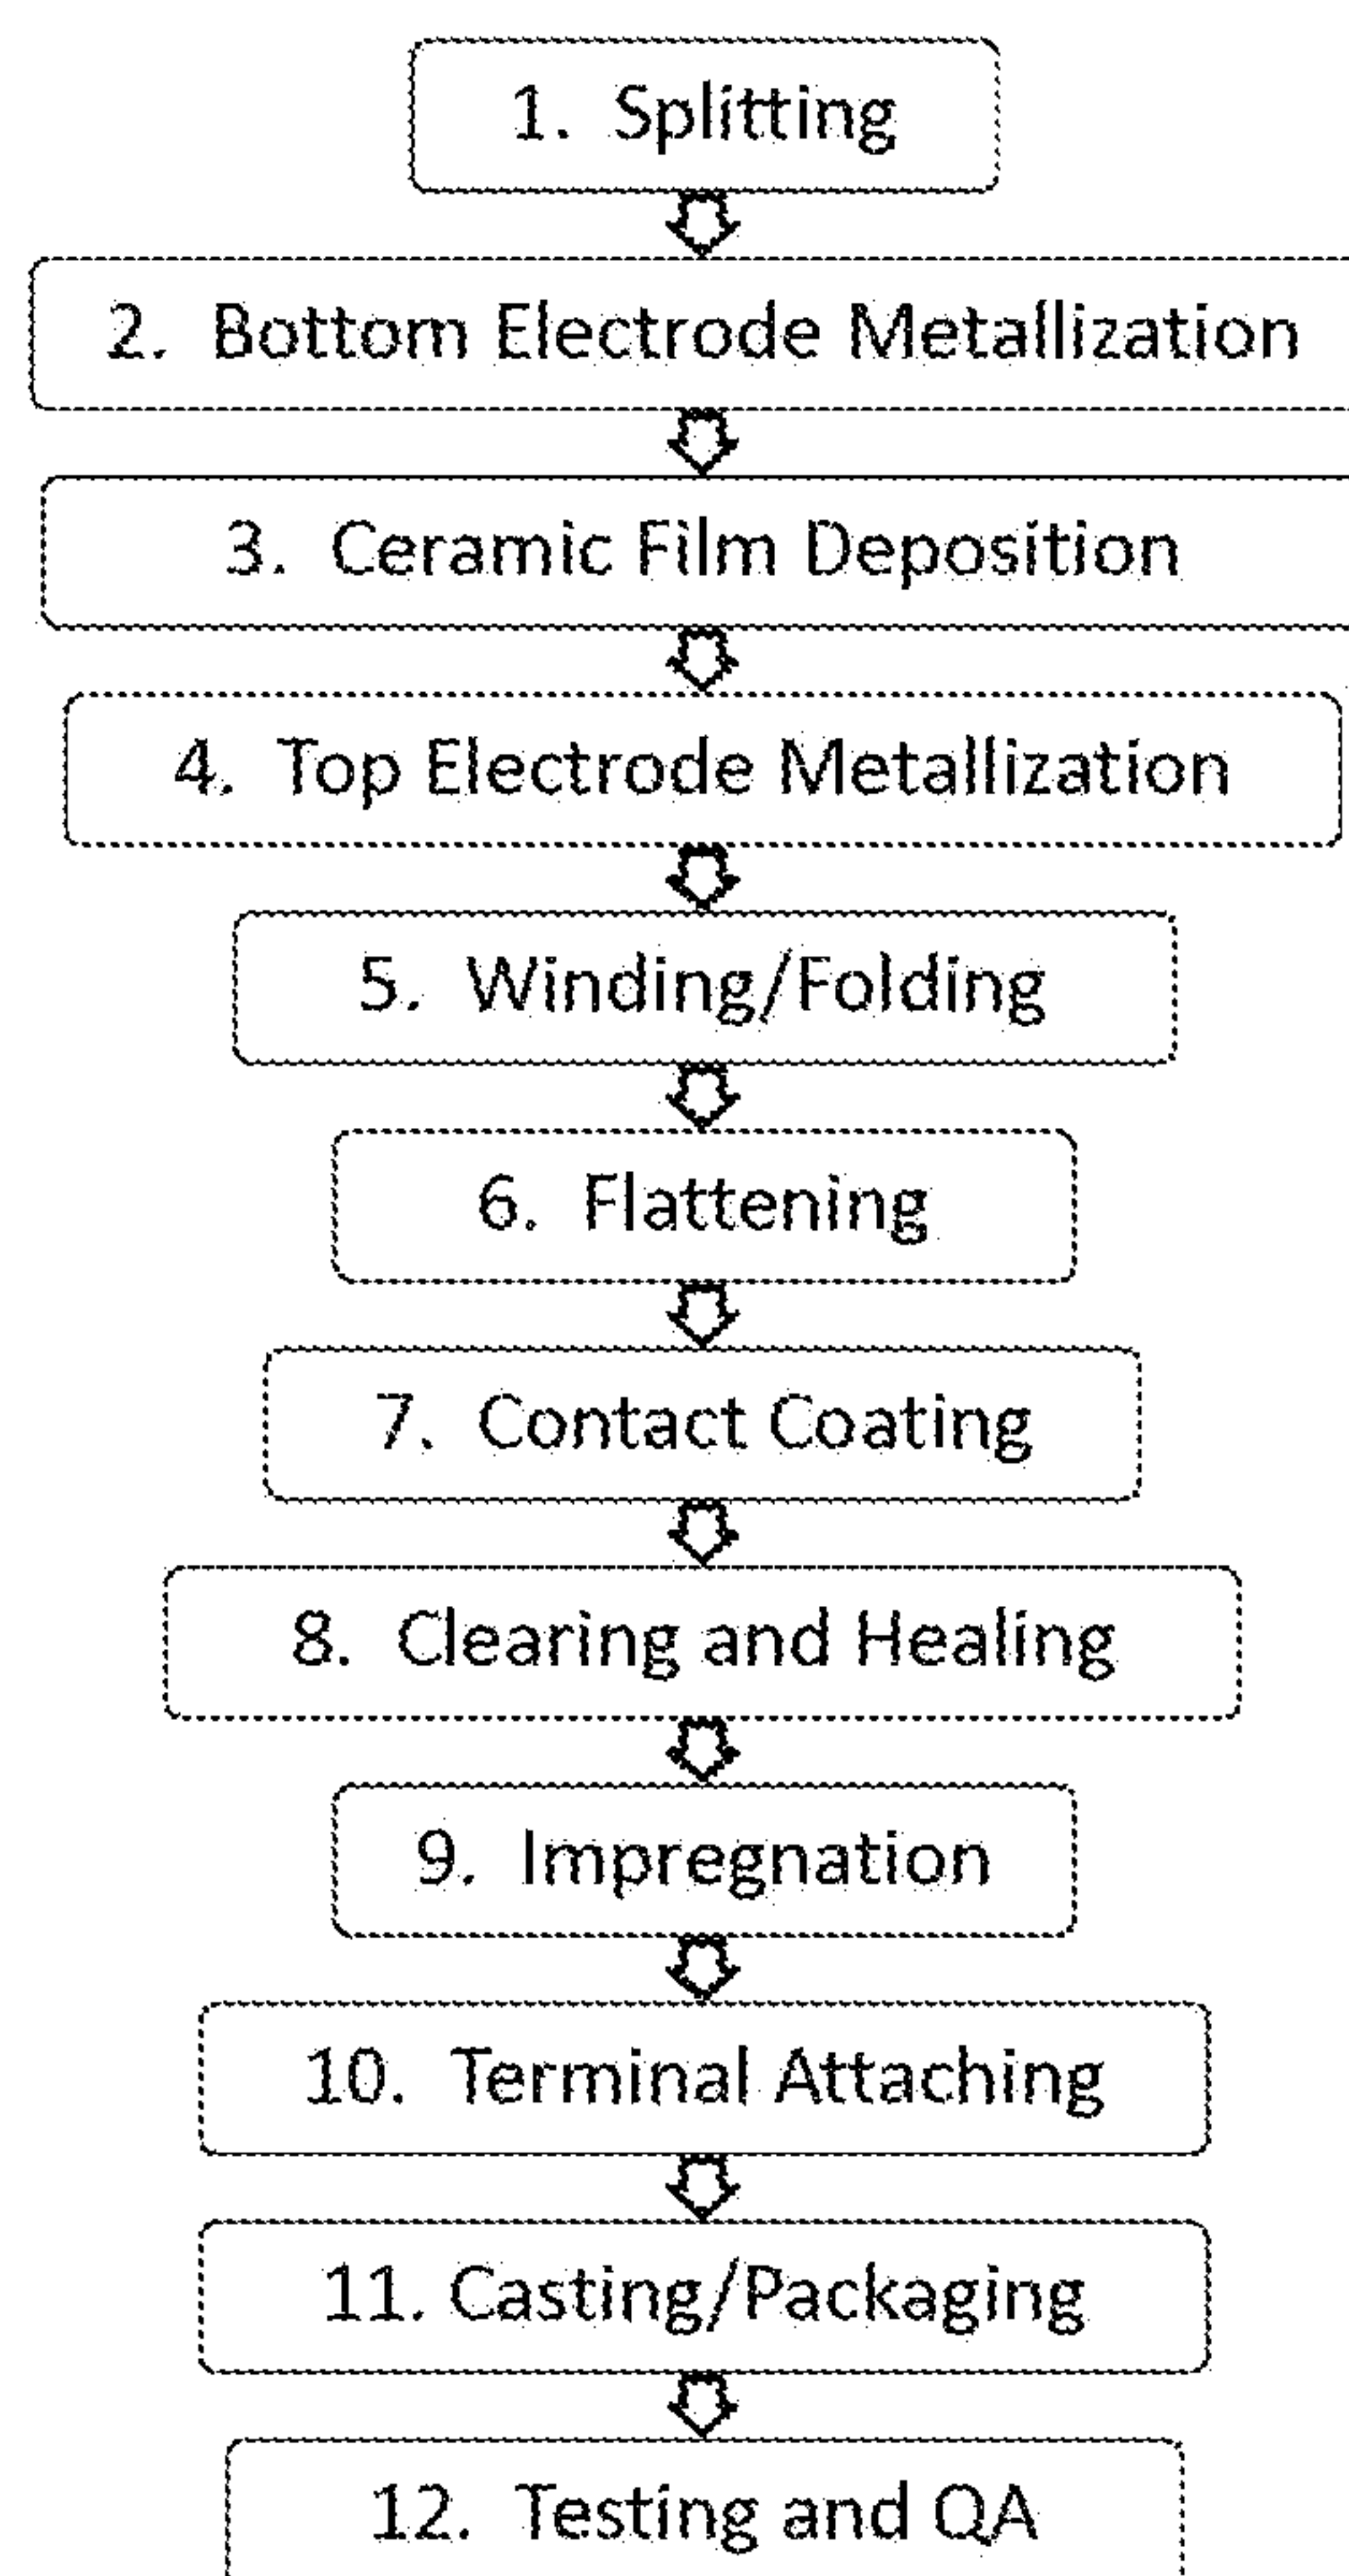 1. Splitting
2. Bottom Electrode Metallization
3. Ceramic Film Deposition
4. Top Electrode Metallization
5. Winding/Folding
6. Flattening
7. Contact Coating
8. Clearing and Healing
9. Impregnation
10. Terminal Attaching
11. Casting/Packaging
12. Testing and QA